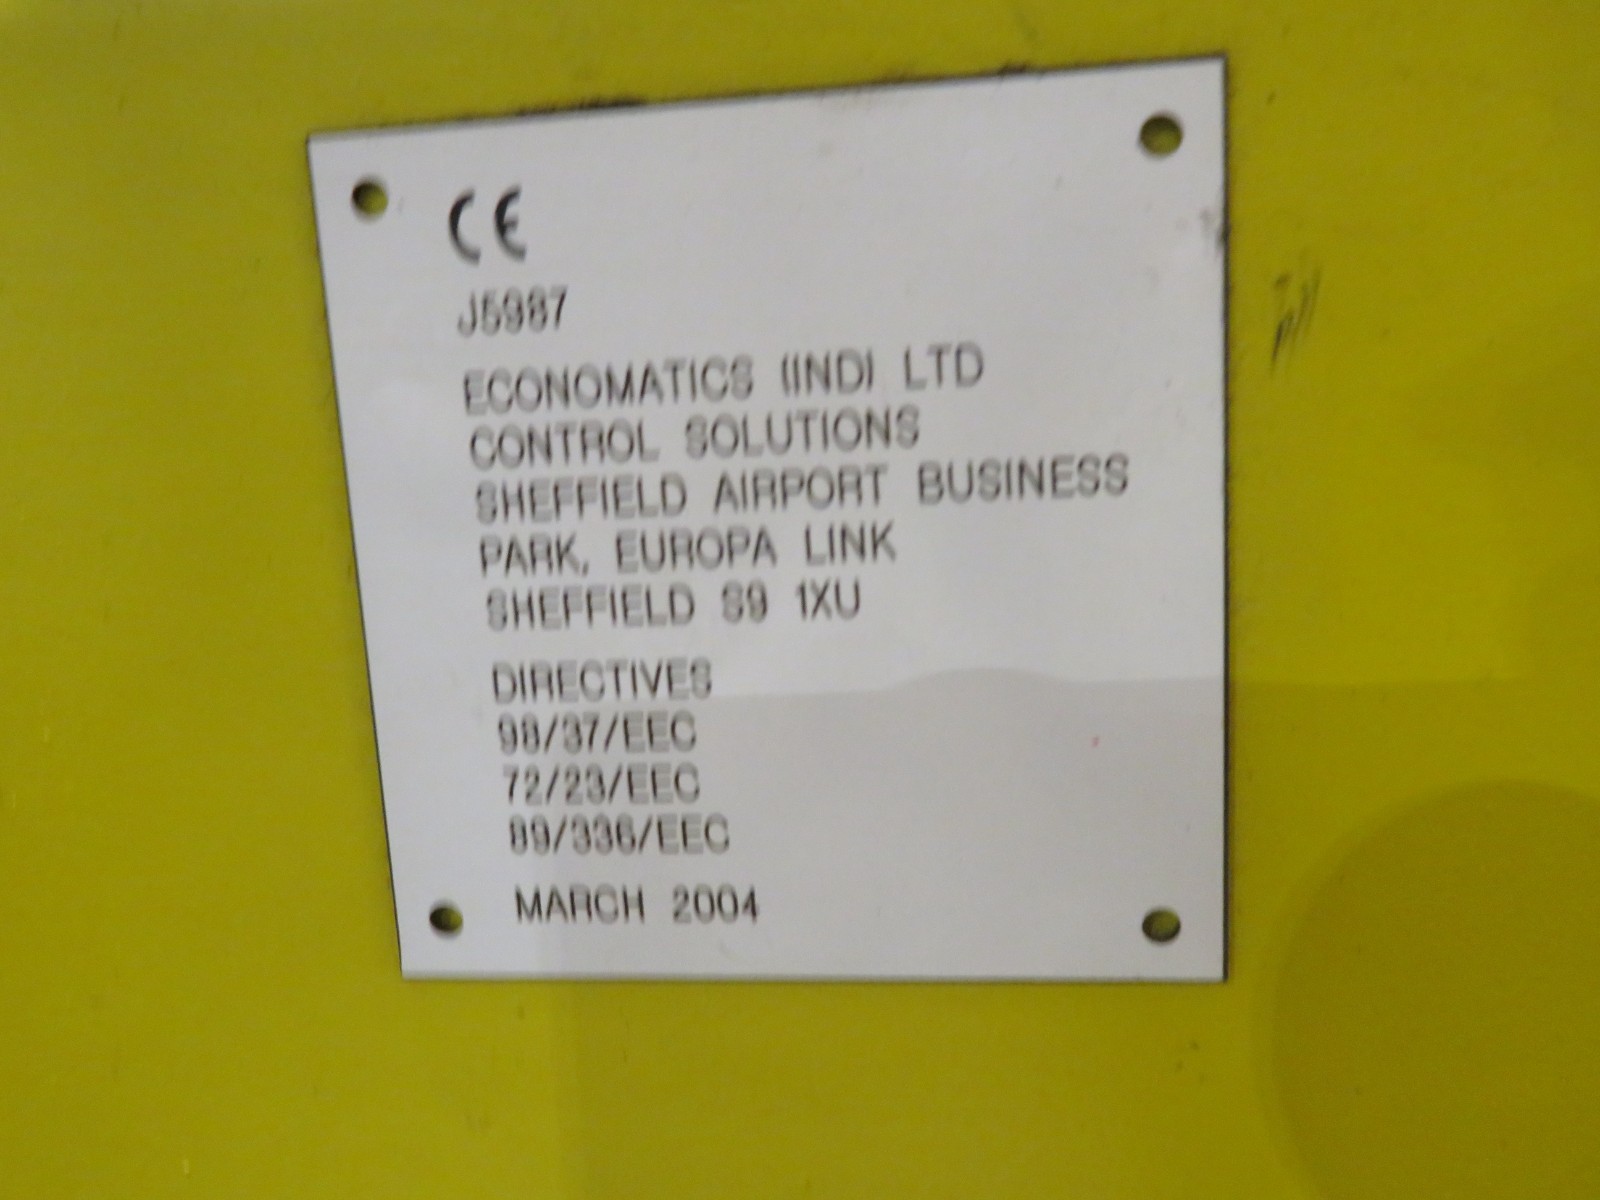 CE
J5987
ECONOMATICS (IND) LTD
CONTROL SOLUTIONS
SHEFFIELD AIRPORT BUSINESS
PARK, EUROPA LINK
SHEFFIELD S9 1XU
DIRECTIVES
98/37/EEC
72/23/EEC
89/336/EEC
MARCH 2004